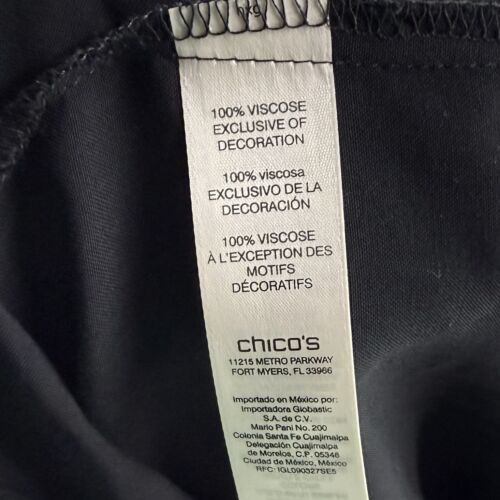 100% VISCOSE
EXCLUSIVE OF
DECORATION
100% viscosa
EXCLUSIVO DE LA
DECORACIÓN
100% VISCOSE
À L'EXCEPTION DES
MOTIFS
DÉCORATIFS
chico's
11215 METRO PARKWAY
FORT MYERS, FL 33966
Importado en México por:
Importadora Globastic
S.A. de C.V.
Mario Pani No. 200
Colonia Santa Fe Cuajimalpa
Delegación Cuajimalpa
de Morelos, C.P. 05348
Ciudad de México, México
RFC: IGL090327SE5